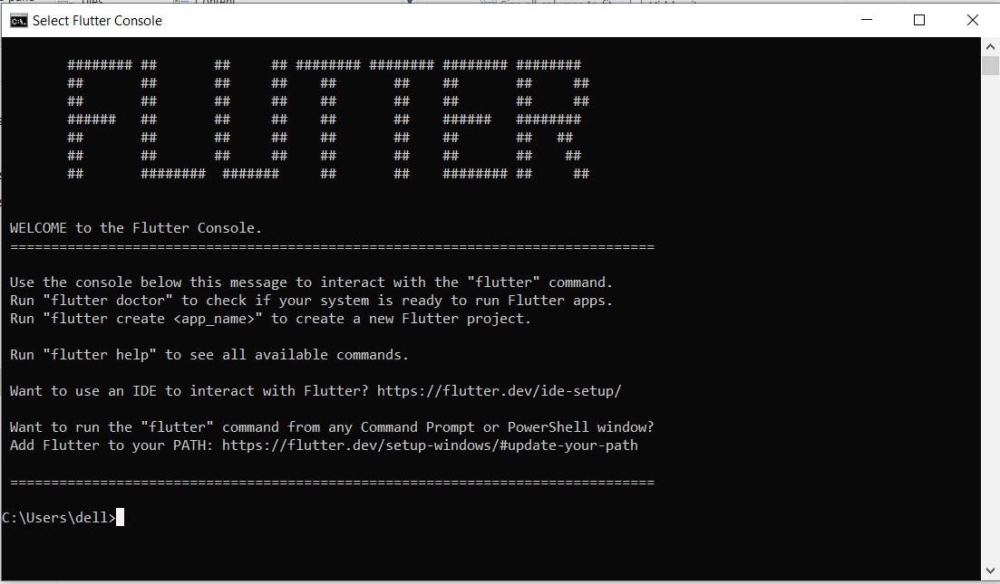 Select Flutter Console
######## ##       ##     ## ######## ######## ######## ########
##       ##       ##     ##    ##       ##    ##       ##     ##
##       ##       ##     ##    ##       ##    ##       ##     ##
######   ##       ##     ##    ##       ##    ######   ########
##       ##       ##     ##    ##       ##    ##       ##   ##
##       ##       ##     ##    ##       ##    ##       ##    ##
##       ########  #######     ##       ##    ######## ##     ##
WELCOME to the Flutter Console.
===============================================================================
Use the console below this message to interact with the "flutter" command.
Run "flutter doctor" to check if your system is ready to run Flutter apps.
Run "flutter create <app_name>" to create a new Flutter project.
Run "flutter help" to see all available commands.
Want to use an IDE to interact with Flutter? https://flutter.dev/ide-setup/
Want to run the "flutter" command from any Command Prompt or PowerShell window?
Add Flutter to your PATH: https://flutter.dev/setup-windows/#update-your-path
===============================================================================
C:\Users\dell>